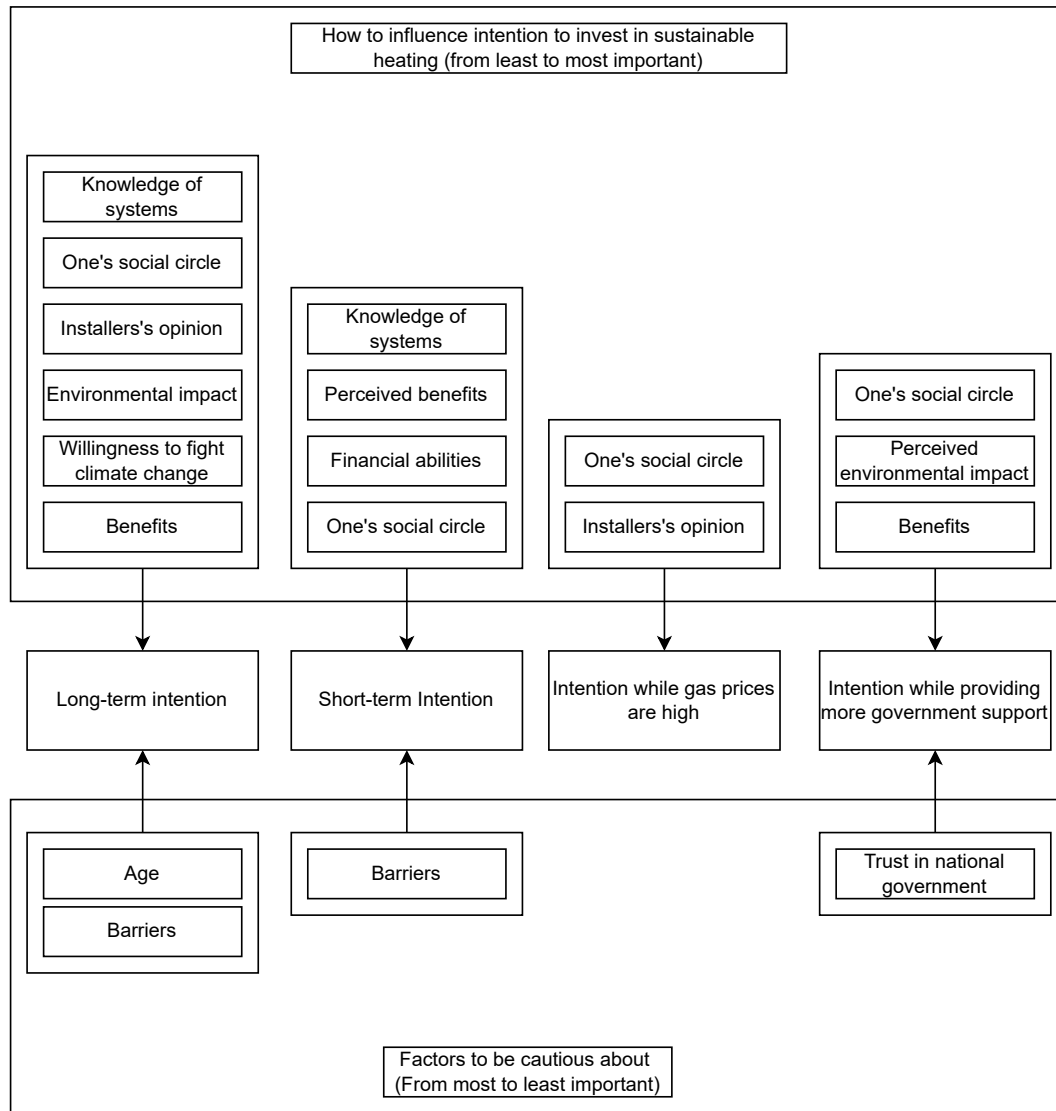 How to influence intention to invest in sustainable
heating (from least to most important)
Knowledge of
systems
One's social circle
Installers's opinion
Environmental impact
Willingness to fight
climate change
Benefits
Knowledge of
systems
Perceived benefits
Financial abilities
One's social circle
One's social circle
Installers's opinion
One's social circle
Perceived
environmental impact
Benefits
Long-term intention
Short-term Intention
Intention while gas prices
are high
Intention while providing
more government support
Age
Barriers
Barriers
Trust in national
government
Factors to be cautious about
(From most to least important)